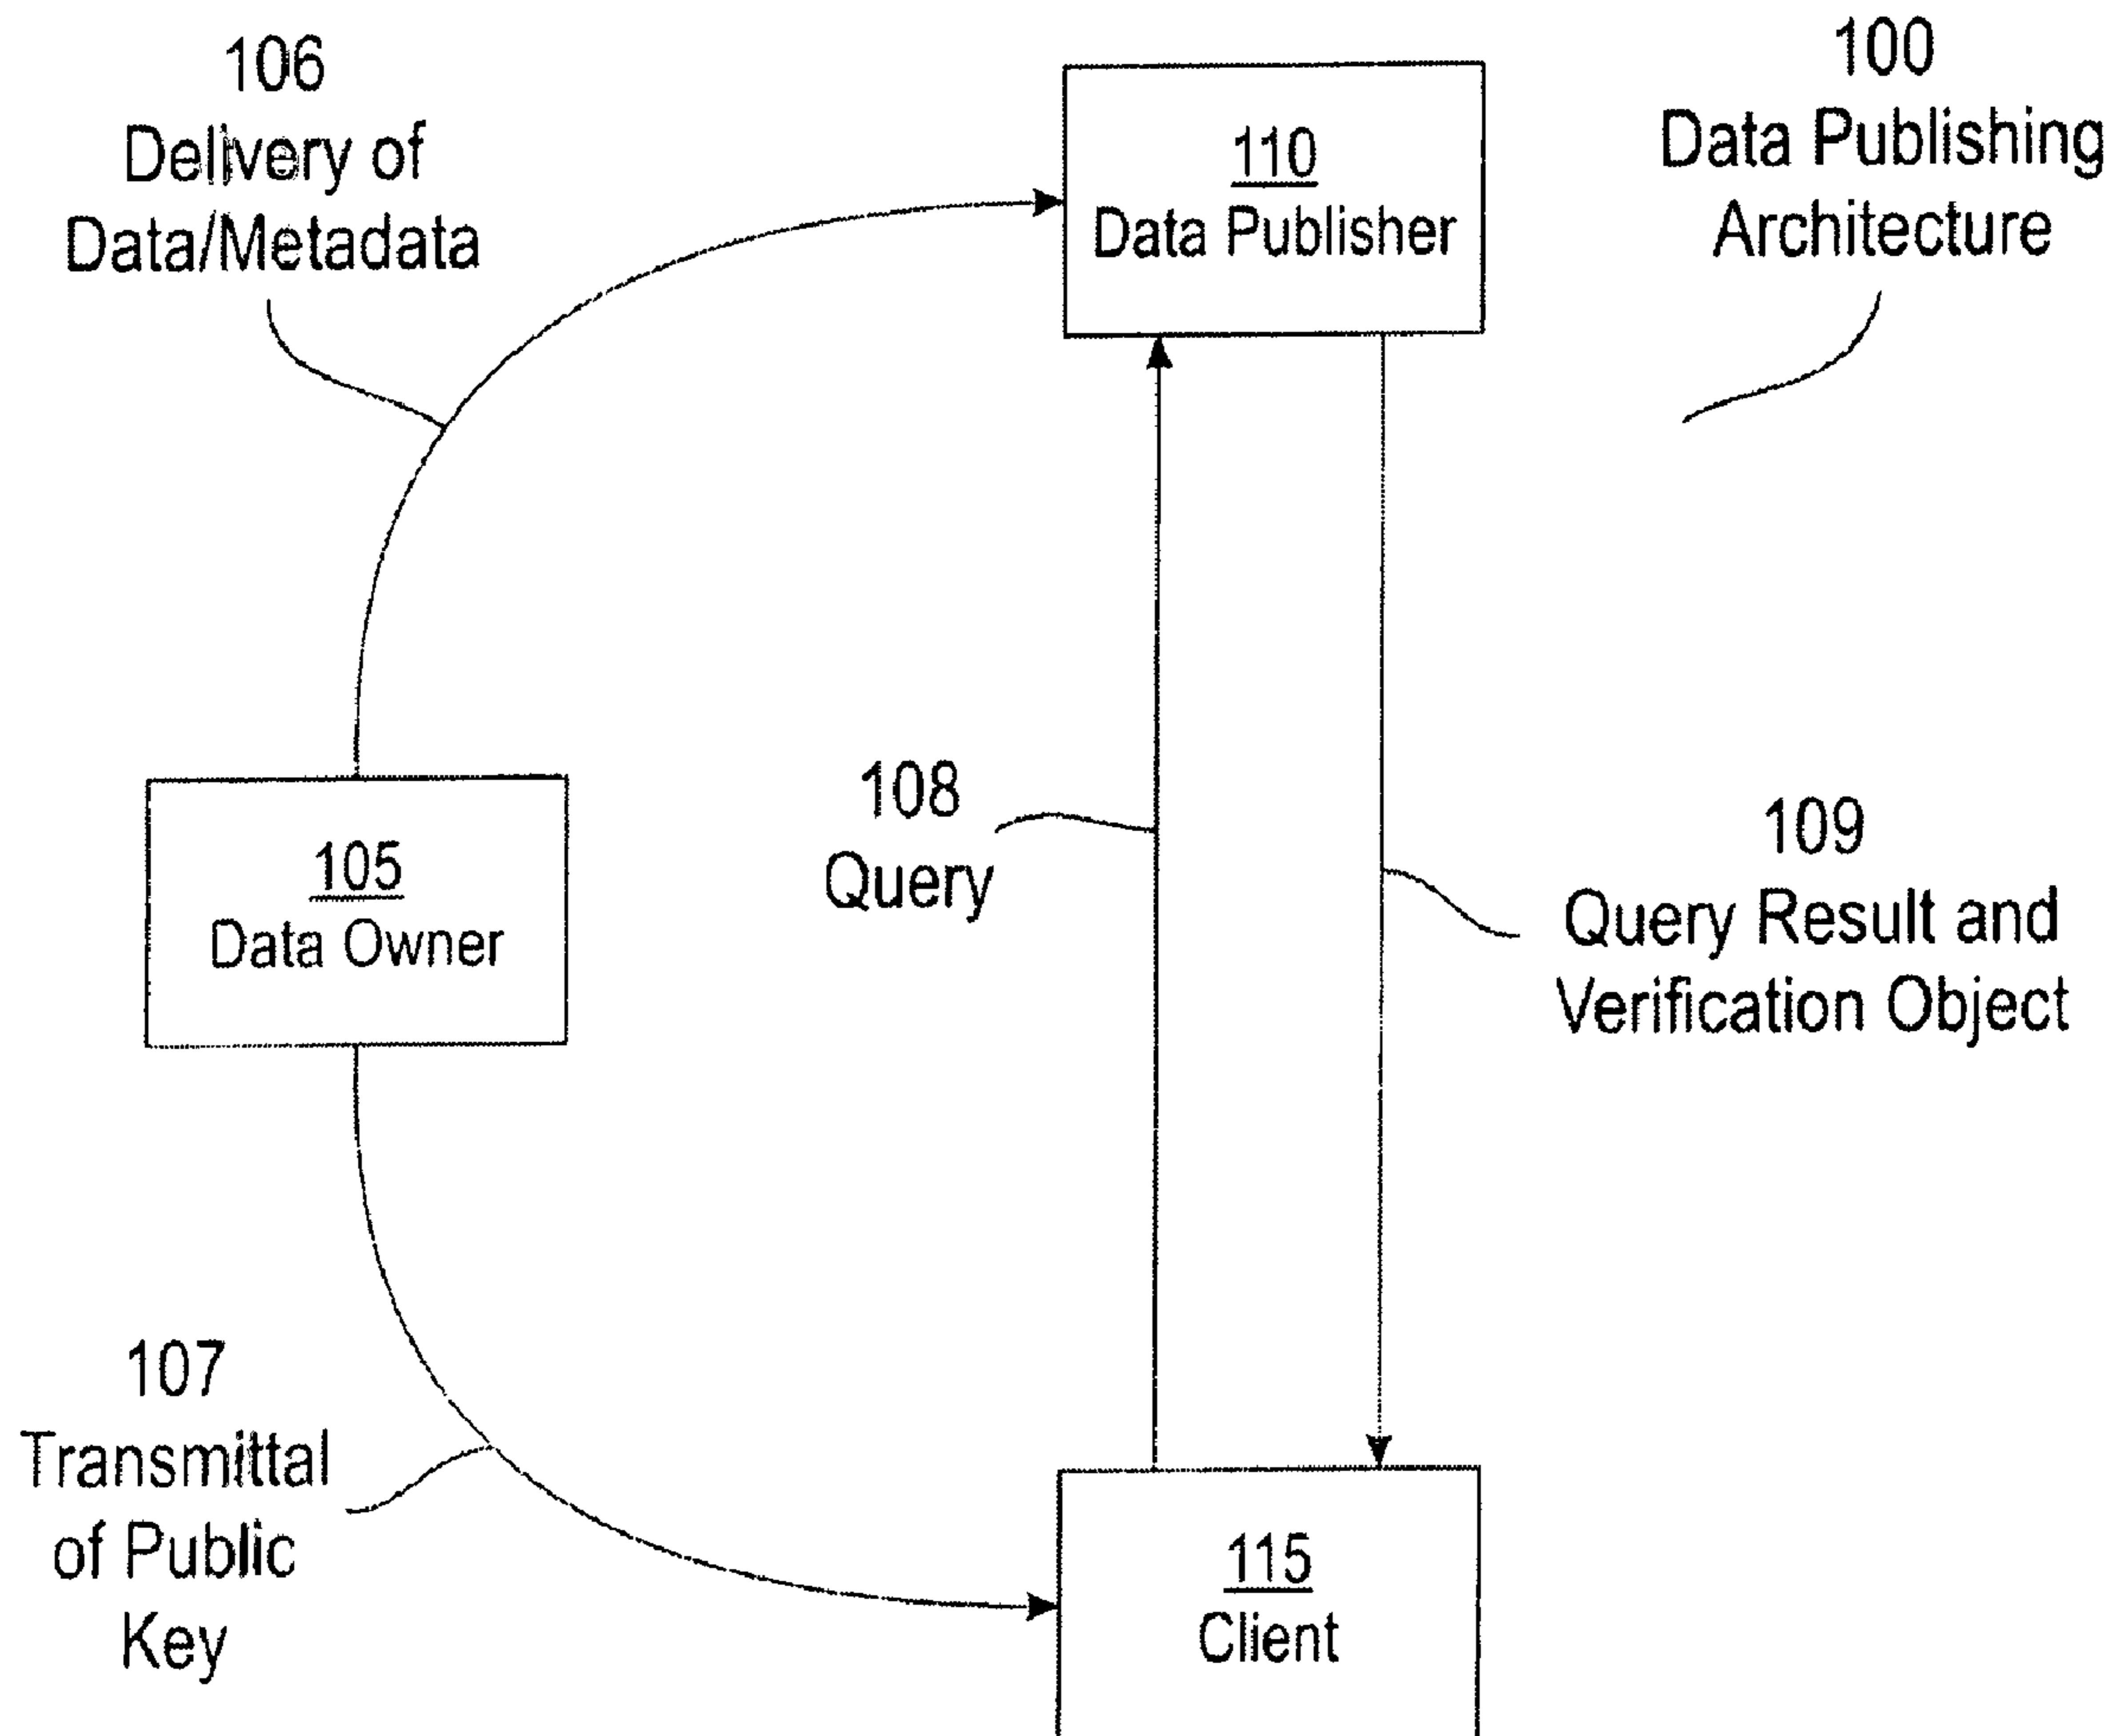 106
Delivery of
Data/Metadata
110
Data Publisher
100
Data Publishing
Architecture
105
Data Owner
108
Query
109
Query Result and
Verification Object
107
Transmittal
of Public
Key
115
Client